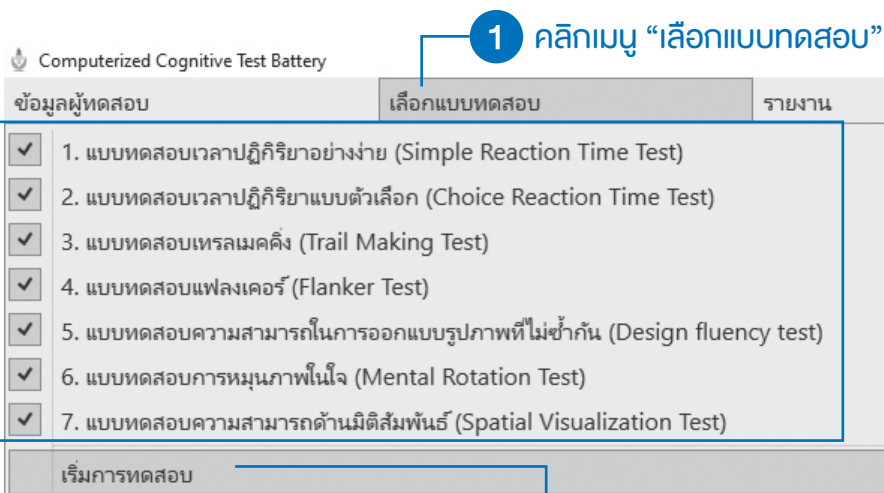 1 คลิกเมนู “เลือกแบบทดสอบ”
Computerized Cognitive Test Battery
ข้อมูลผู้ทดสอบ เลือกแบบทดสอบ รายงาน
1. แบบทดสอบเวลาปฏิกิริยาอย่างง่าย (Simple Reaction Time Test)
2. แบบทดสอบเวลาปฏิกิริยาแบบตัวเลือก (Choice Reaction Time Test)
3. แบบทดสอบเทรลเมคคิ่ง (Trail Making Test)
4. แบบทดสอบแฟลงเคอร์ (Flanker Test)
5. แบบทดสอบความสามารถในการออกแบบรูปภาพที่ไม่ซ้ำกัน (Design fluency test)
6. แบบทดสอบการหมุนภาพในใจ (Mental Rotation Test)
7. แบบทดสอบความสามารถด้านมิติสัมพันธ์ (Spatial Visualization Test)
เริ่มการทดสอบ